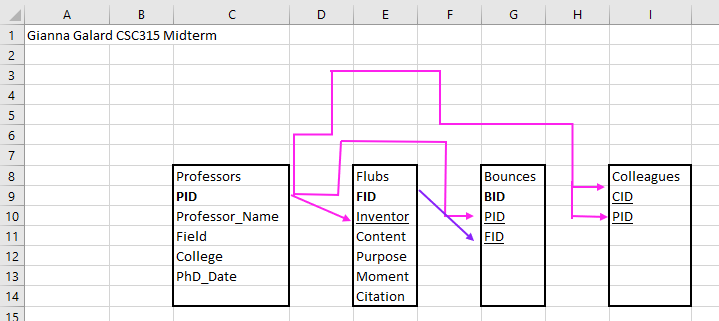 A B C D E F G H I
1 Gianna Galard CSC315 Midterm
2
3
4
5
6
7
8 Professors Flubs Bounces Colleagues
9 PID FID BID CID
10 Professor_Name Inventor PID PID
11 Field Content FID
12 College Purpose
13 PhD_Date Moment
14 Citation
15